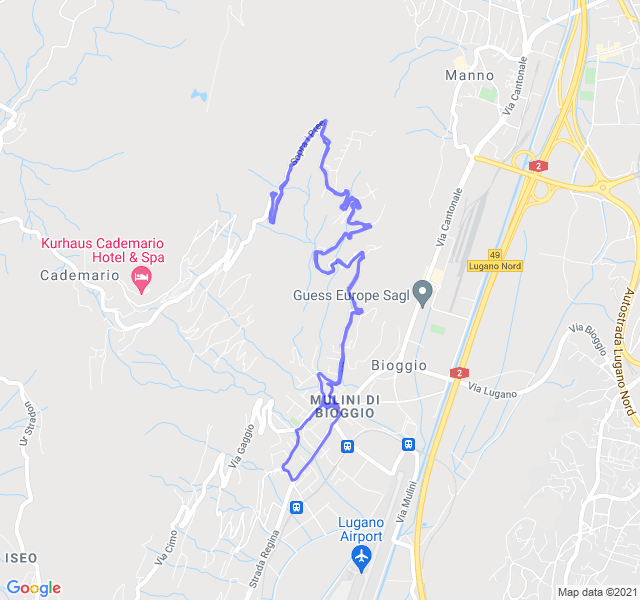 Manno
Via Cantonale
2
Sopra l Pree
Via Cantonale
49
Lugano Nord
Kurhaus Cademario
Hotel & Spa
Cademario
Guess Europe Sagl
Autostrada Lugano Nord
Via Bioggio
Bioggio
2
Via Lugano
Ur Stradon
MULINI DI
BIOGGIO
Via Gaggio
Via Mulini
Lugano
Airport
Via Cimo
Strada Regina
ISEO
Google
Map data ©2021